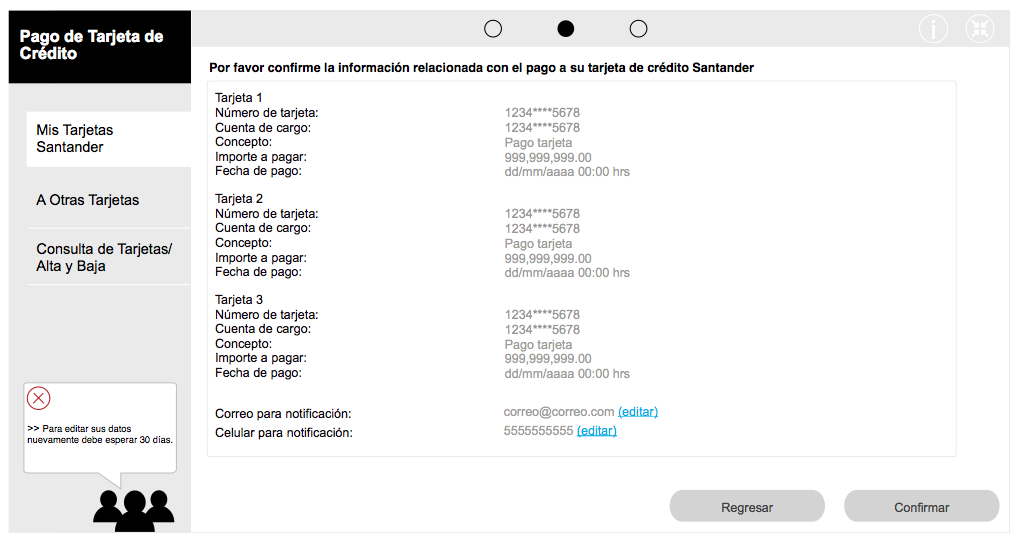 Pago de Tarjeta de
Crédito
Mis Tarjetas
Santander
A Otras Tarjetas
Consulta de Tarjetas/
Alta y Baja
>> Para editar sus datos
nuevamente debe esperar 30 días.
Por favor confirme la información relacionada con el pago a su tarjeta de crédito Santander
Tarjeta 1
Número de tarjeta: 1234****5678
Cuenta de cargo: 1234****5678
Concepto: Pago tarjeta
Importe a pagar: 999,999,999.00
Fecha de pago: dd/mm/aaaa 00:00 hrs
Tarjeta 2
Número de tarjeta: 1234****5678
Cuenta de cargo: 1234****5678
Concepto: Pago tarjeta
Importe a pagar: 999,999,999.00
Fecha de pago: dd/mm/aaaa 00:00 hrs
Tarjeta 3
Número de tarjeta: 1234****5678
Cuenta de cargo: 1234****5678
Concepto: Pago tarjeta
Importe a pagar: 999,999,999.00
Fecha de pago: dd/mm/aaaa 00:00 hrs
Correo para notificación: correo@correo.com (editar)
Celular para notificación: 5555555555 (editar)
Regresar Confirmar